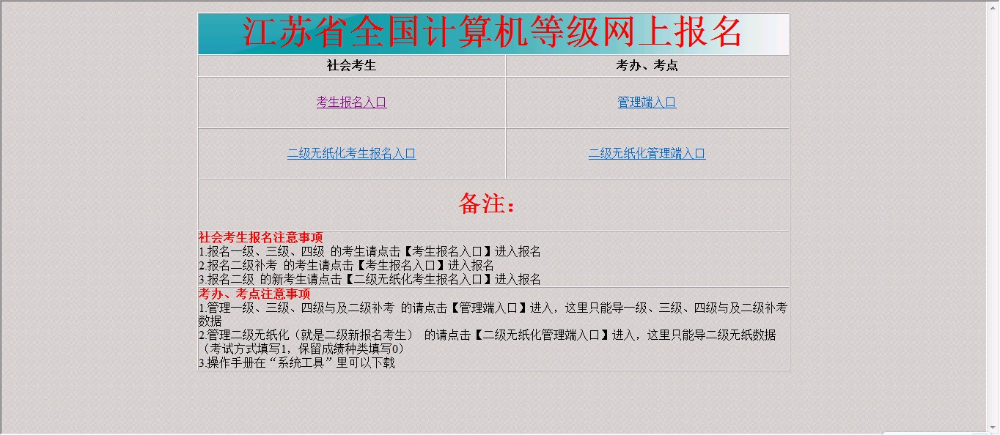 江苏省全国计算机等级网上报名
社会考生 考办、考点
考生报名入口 管理端入口
二级无纸化考生报名入口 二级无纸化管理端入口
备注：
社会考生报名注意事项
1.报名一级、三级、四级 的考生请点击【考生报名入口】进入报名
2.报名二级补考 的考生请点击【考生报名入口】进入报名
3.报名二级 的新考生请点击【二级无纸化考生报名入口】进入报名
考办、考点注意事项
1.管理一级、三级、四级与及二级补考 的请点击【管理端入口】进入，这里只能导一级、三级、四级与及二级补考
数据
2.管理二级无纸化（就是二级新报名考生） 的请点击【二级无纸化管理端入口】进入，这里只能导二级无纸数据
（考试方式填写1，保留成绩种类填写0）
3.操作手册在“系统工具”里可以下载